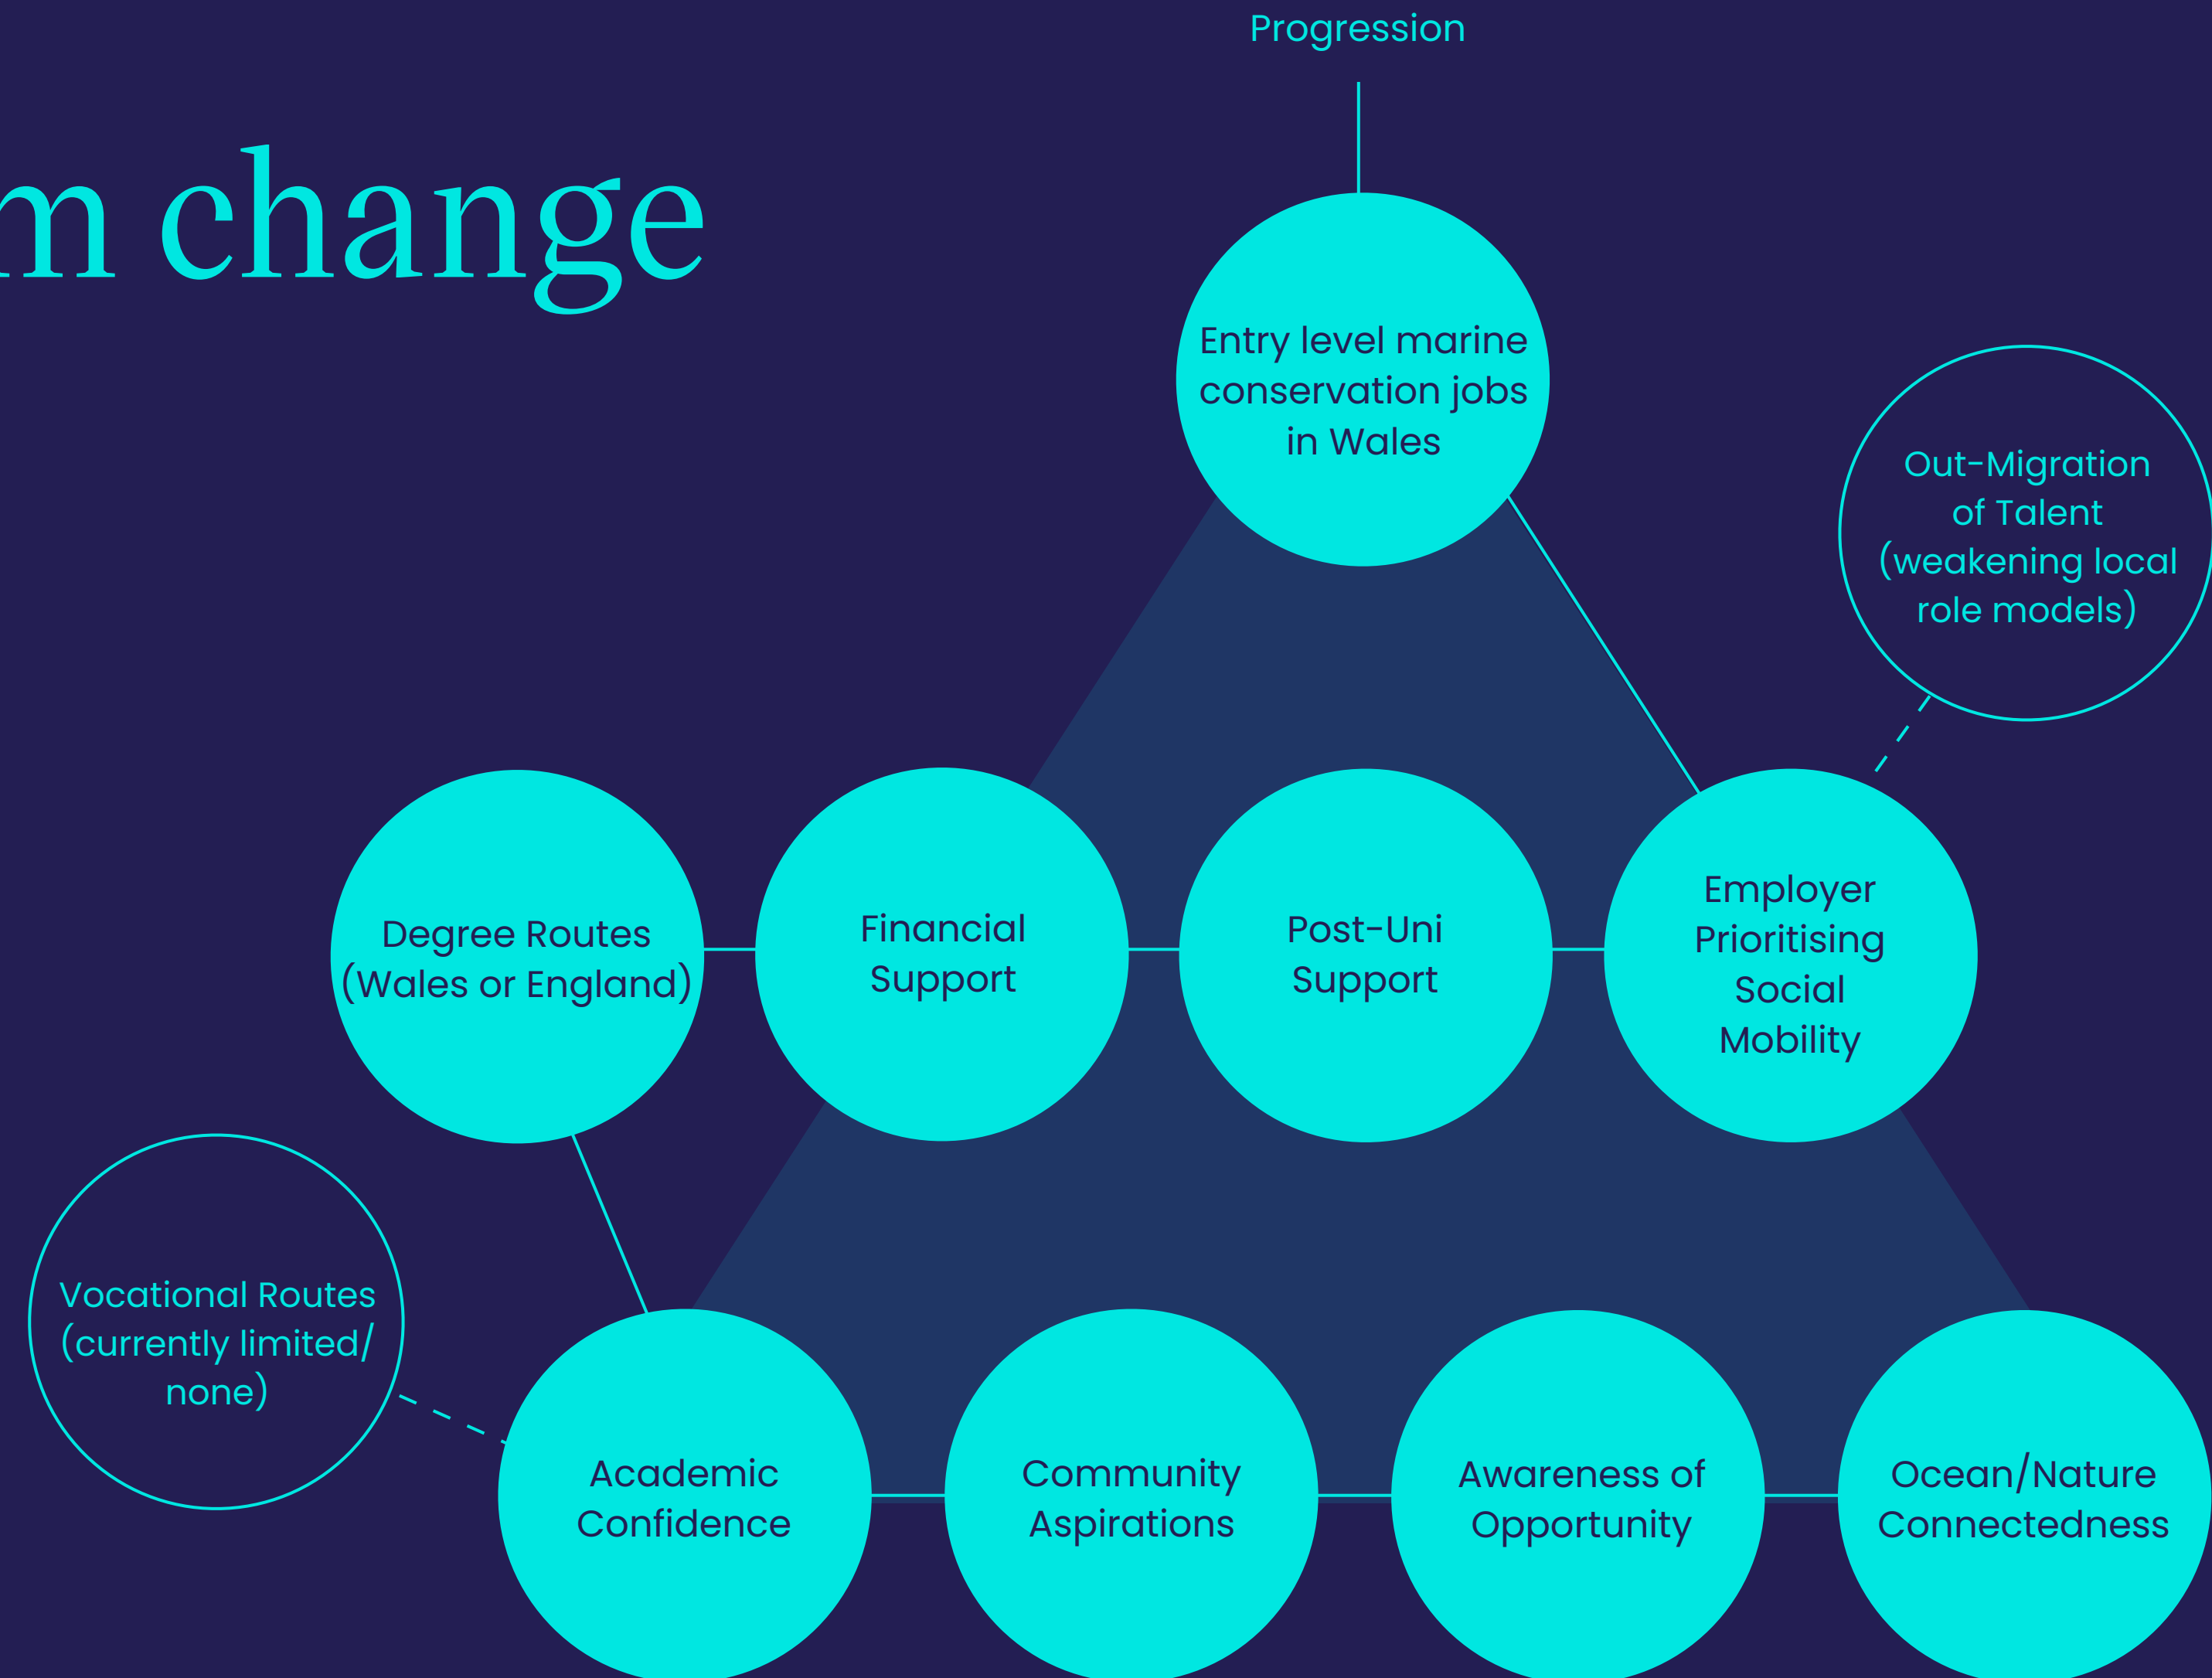 Progression
m change
Entry level marine
conservation jobs
in Wales
Out-Migration
of Talent
(weakening local
role models)
Degree Routes
(Wales or England)
Financial
Support
Post-Uni
Support
Employer
Prioritising
Social
Mobility
Vocational Routes
(currently limited/
none)
Academic
Confidence
Community
Aspirations
Awareness of
Opportunity
Ocean/Nature
Connectedness